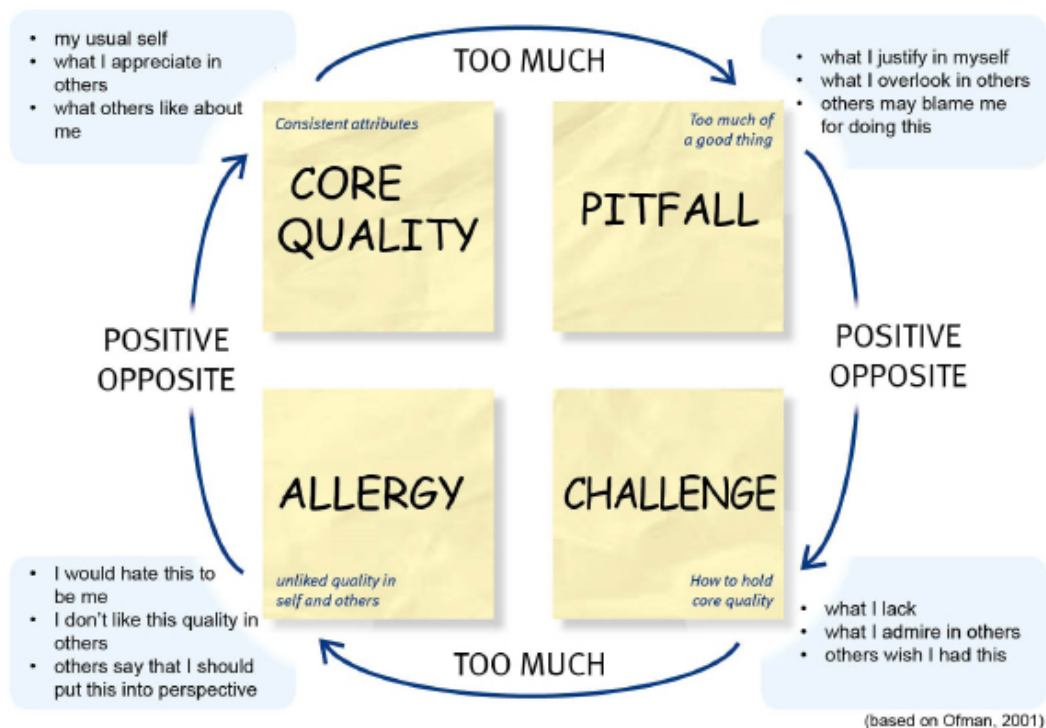 • my usual self
• what I appreciate in
others
• what others like about
me
TOO MUCH
• what I justify in myself
• what I overlook in others
• others may blame me
for doing this
Consistent attributes
CORE
QUALITY
Too much of
a good thing
PITFALL
POSITIVE
OPPOSITE
POSITIVE
OPPOSITE
ALLERGY
unliked quality in
self and others
CHALLENGE
How to hold
core quality
• I would hate this to
be me
• I don't like this quality in
others
• others say that I should
put this into perspective
TOO MUCH
• what I lack
• what I admire in others
• others wish I had this
(based on Ofman, 2001)